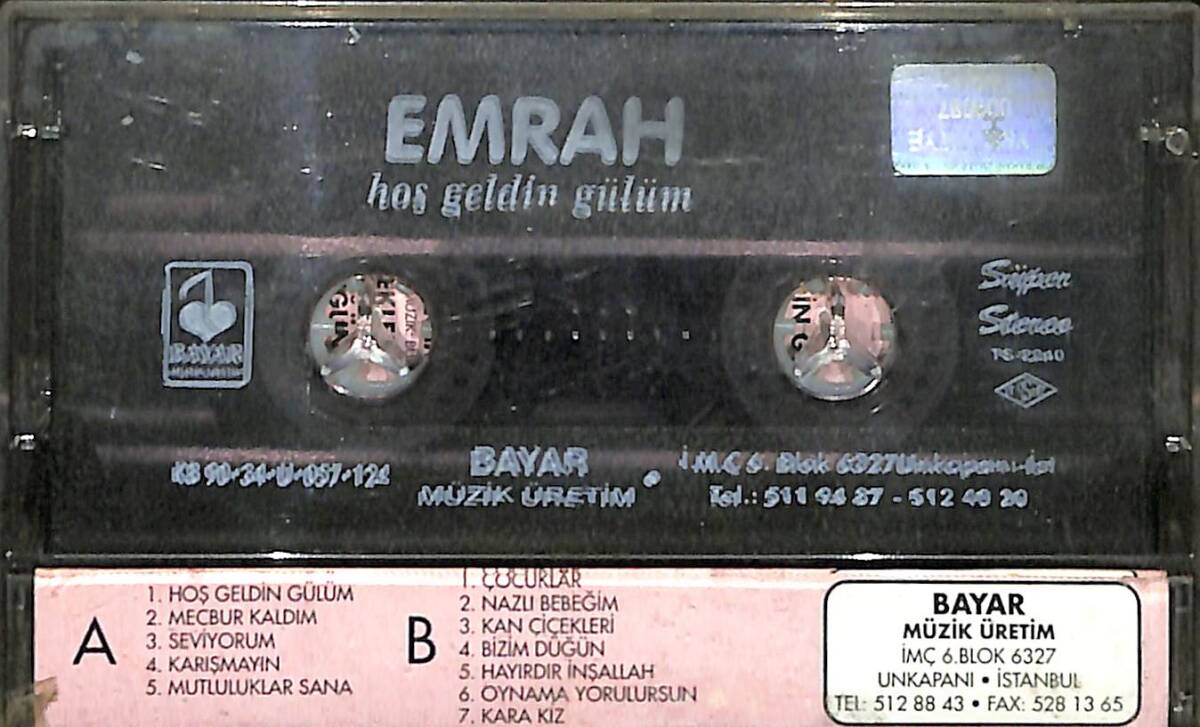 EMRAH
hoş geldin gülüm
BAYAR
Süper
Stereo
KB 90-34-U-057-124
BAYAR
MÜZİK ÜRETİM
İ.M.Ç 6. Blok 6327 Unkapanı-İst
Tel.: 511 94 87 - 512 40 20
A
1. HOŞ GELDİN GÜLÜM
2. MECBUR KALDIM
3. SEVİYORUM
4. KARIŞMAYIN
5. MUTLULUKLAR SANA
B
1. ÇOCUKLAR
2. NAZLI BEBEĞİM
3. KAN ÇİÇEKLERİ
4. BİZİM DÜĞÜN
5. HAYIRDIR İNŞALLAH
6. OYNAMA YORULURSUN
7. KARA KIZ
BAYAR
MÜZİK ÜRETİM
İMÇ 6.BLOK 6327
UNKAPANI • İSTANBUL
TEL: 512 88 43 • FAX: 528 13 65